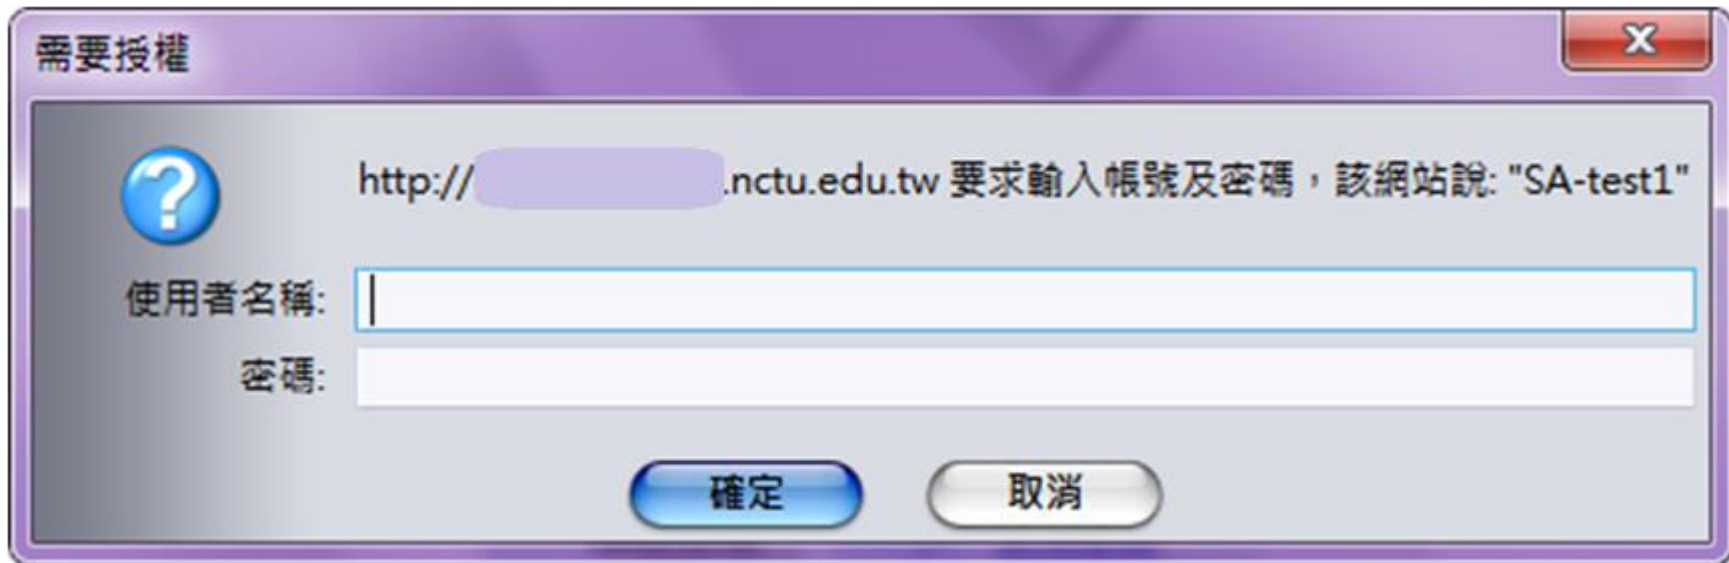 需要授權
http:// .nctu.edu.tw 要求輸入帳號及密碼，該網站說: "SA-test1"
使用者名稱:
密碼:
確定 取消